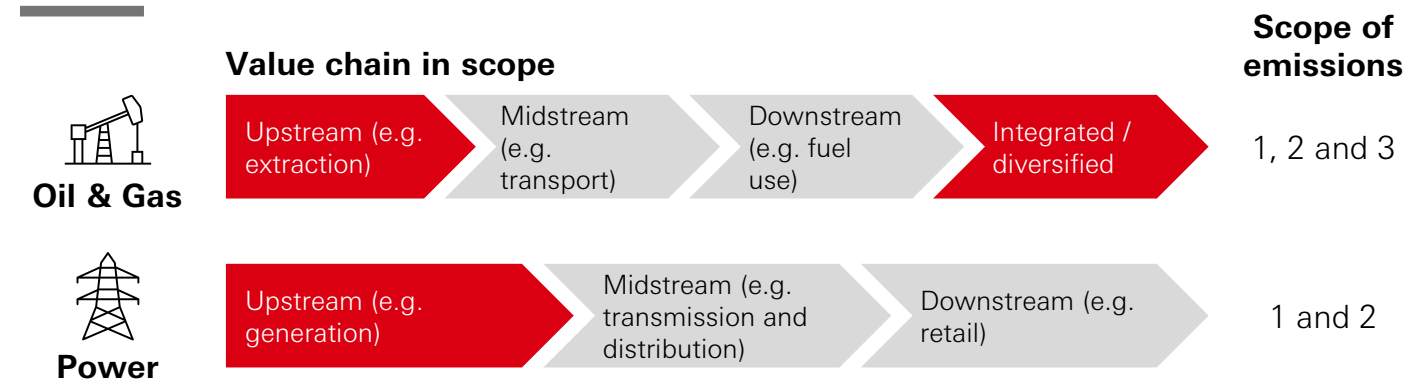 Scope of
emissions
Value chain in scope
Oil & Gas
Upstream (e.g.
extraction)
Midstream
(e.g.
transport)
Downstream
(e.g. fuel
use)
Integrated /
diversified
1, 2 and 3
Power
Upstream (e.g.
generation)
Midstream (e.g.
transmission and
distribution)
Downstream (e.g.
retail)
1 and 2